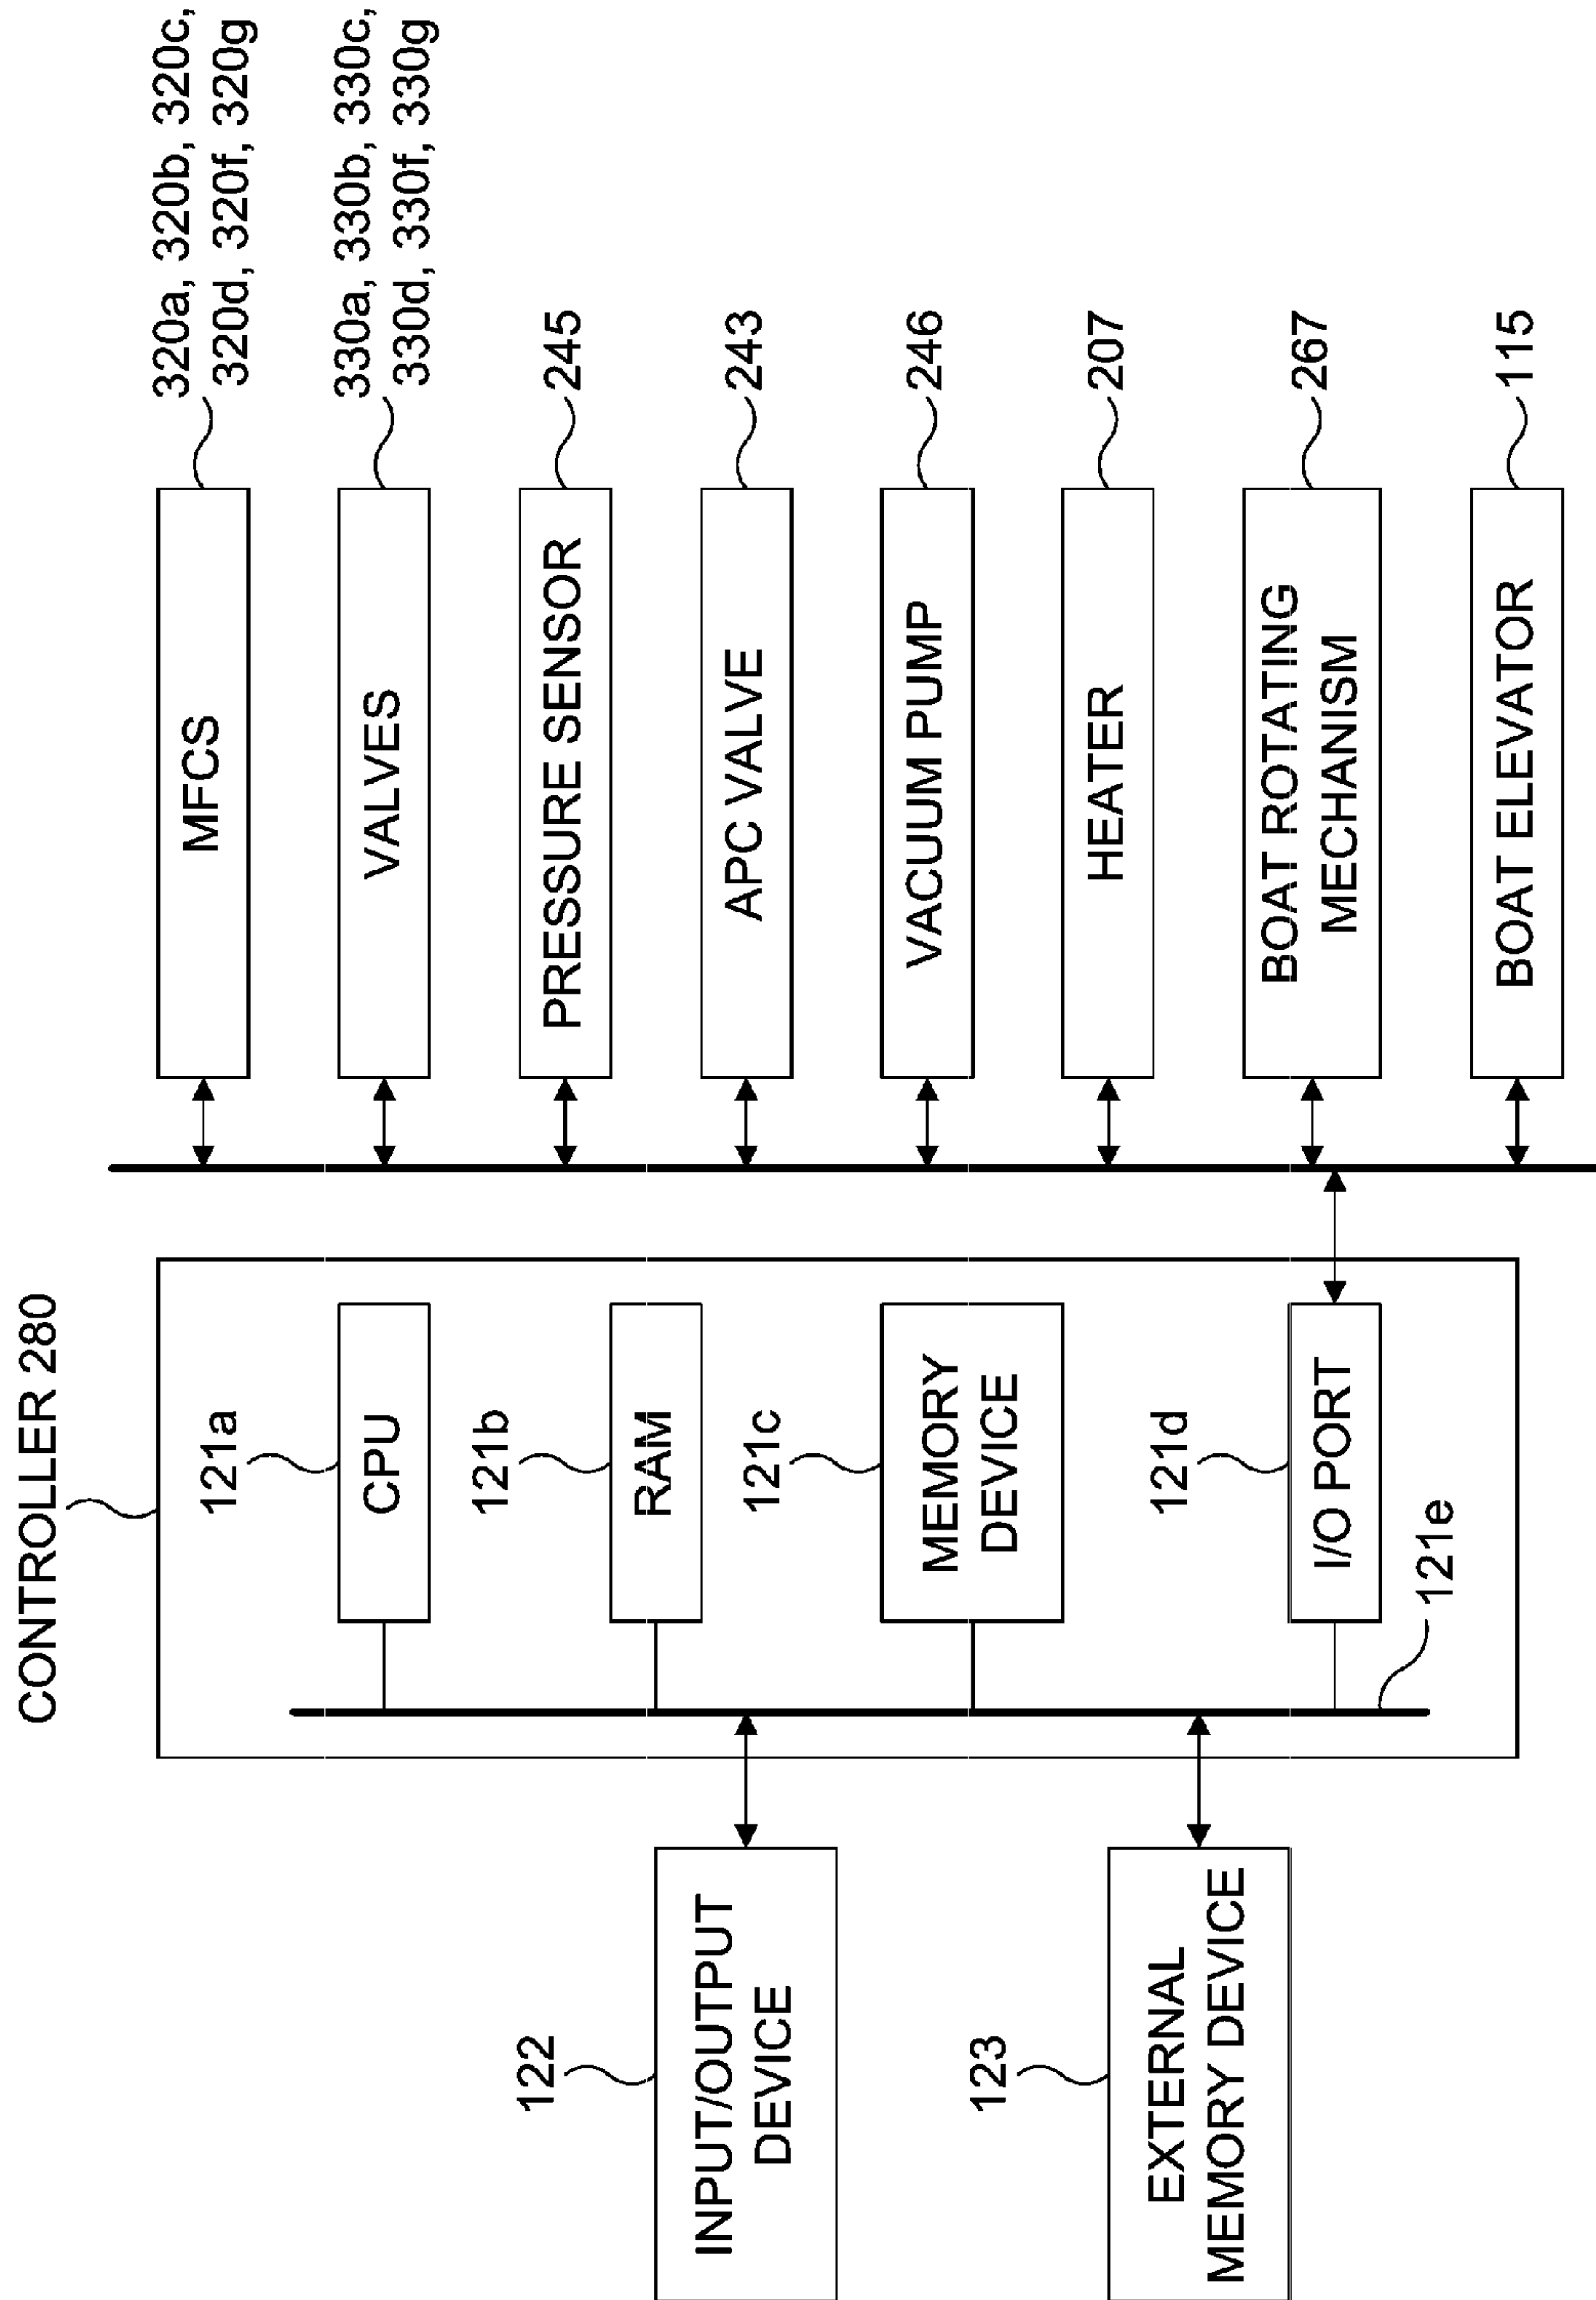 CONTROLLER 280
121a
CPU
121b
RAM
121c
MEMORY
DEVICE
121d
I/O PORT
121e
122
INPUT/OUTPUT
DEVICE
123
EXTERNAL
MEMORY DEVICE
MFCS
320a, 320b, 320c,
320d, 320f, 320g
VALVES
330a, 330b, 330c,
330d, 330f, 330g
PRESSURE SENSOR
245
APC VALVE
243
VACUUM PUMP
246
HEATER
207
BOAT ROTATING
MECHANISM
267
BOAT ELEVATOR
115